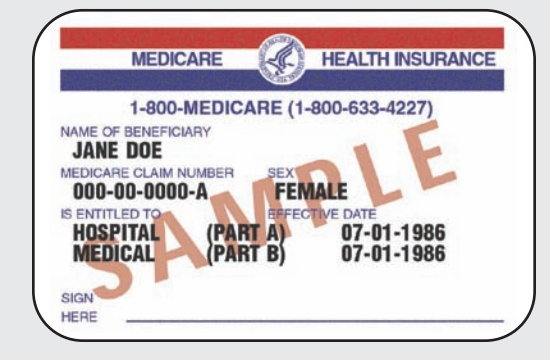 MEDICARE HEALTH INSURANCE
1-800-MEDICARE (1-800-633-4227)
NAME OF BENEFICIARY
JANE DOE
MEDICARE CLAIM NUMBER SEX
000-00-0000-A FEMALE
IS ENTITLED TO EFFECTIVE DATE
HOSPITAL (PART A) 07-01-1986
MEDICAL (PART B) 07-01-1986
SAMPLE
SIGN
HERE